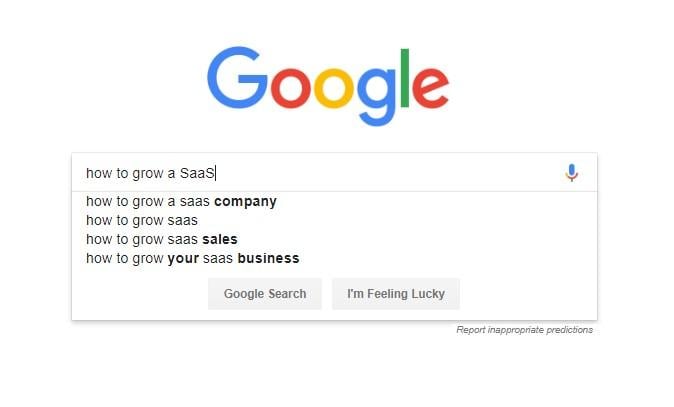 Google
how to grow a SaaS
how to grow a saas company
how to grow saas
how to grow saas sales
how to grow your saas business
Google Search I'm Feeling Lucky
Report inappropriate predictions